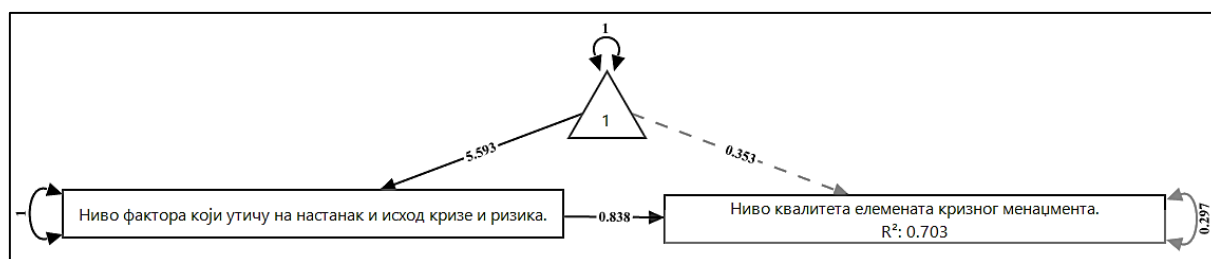 1
1
5.593
0.353
1
Ниво фактора који утичу на настанак и исход кризе и ризика.
0.838
Ниво квалитета елемената кризног менаџмента.
R²: 0.703
0.297